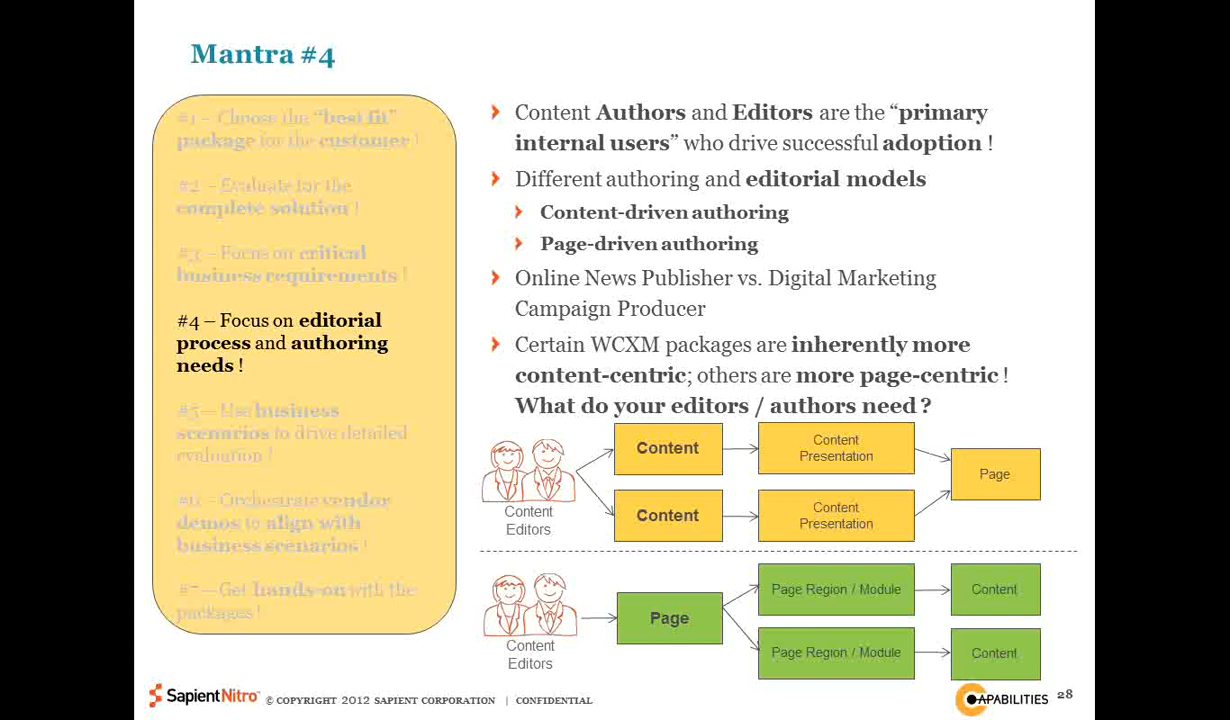 Mantra #4
#1 – Choose the "best fit"
package for the customer !
#2 – Evaluate for the
complete solution !
#3 – Focus on critical
business requirements !
#4 – Focus on editorial
process and authoring
needs !
#5 – Use business
scenarios to drive detailed
evaluation !
#6 – Orchestrate vendor
demos to align with
business scenarios !
#7 – Get hands-on with the
packages !
Content Authors and Editors are the “primary
internal users” who drive successful adoption !
Different authoring and editorial models
Content-driven authoring
Page-driven authoring
Online News Publisher vs. Digital Marketing
Campaign Producer
Certain WCXM packages are inherently more
content-centric; others are more page-centric !
What do your editors / authors need ?
Content
Editors
Content
Content
Presentation
Content
Content
Presentation
Page
Content
Editors
Page
Page Region / Module
Content
Page Region / Module
Content
SapientNitro
© COPYRIGHT 2012 SAPIENT CORPORATION | CONFIDENTIAL
CAPABILITIES
28